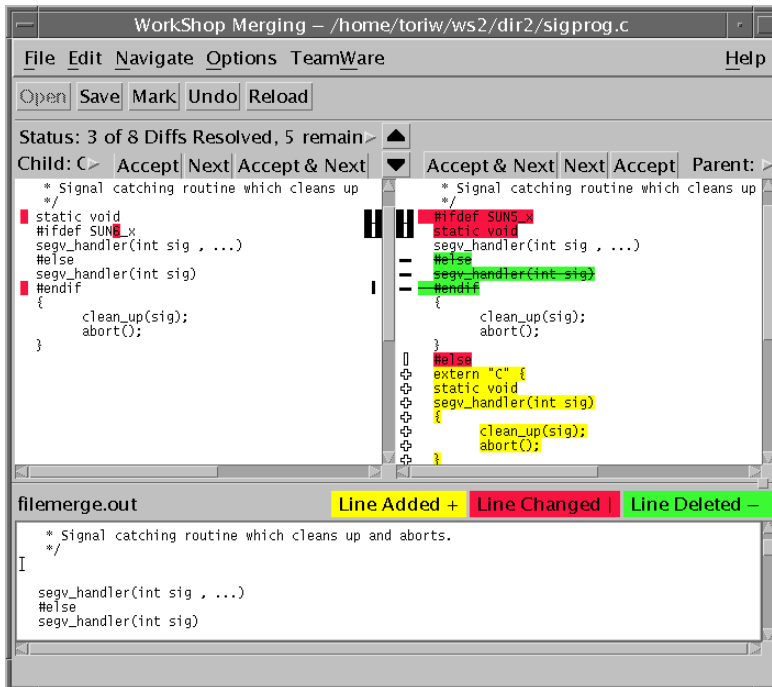 WorkShop Merging – /home/toriw/ws2/dir2/sigprog.c
File Edit Navigate Options TeamWare Help
Open Save Mark Undo Reload
Status: 3 of 8 Diffs Resolved, 5 remain
Child: Accept Next Accept & Next
Accept & Next Next Accept Parent:
* Signal catching routine which cleans up
*/
static void
#ifdef SUN6_x
segv_handler(int sig , ...)
#else
segv_handler(int sig)
#endif
{
clean_up(sig);
abort();
}
* Signal catching routine which cleans up
*/
#ifdef SUN5_x
static void
segv_handler(int sig , ...)
#else
segv_handler(int sig)
#endif
{
clean_up(sig);
abort();
}
#else
extern "C" {
static void
segv_handler(int sig)
{
clean_up(sig);
abort();
}
filemerge.out
Line Added + Line Changed | Line Deleted –
* Signal catching routine which cleans up and aborts.
*/
segv_handler(int sig , ...)
#else
segv_handler(int sig)